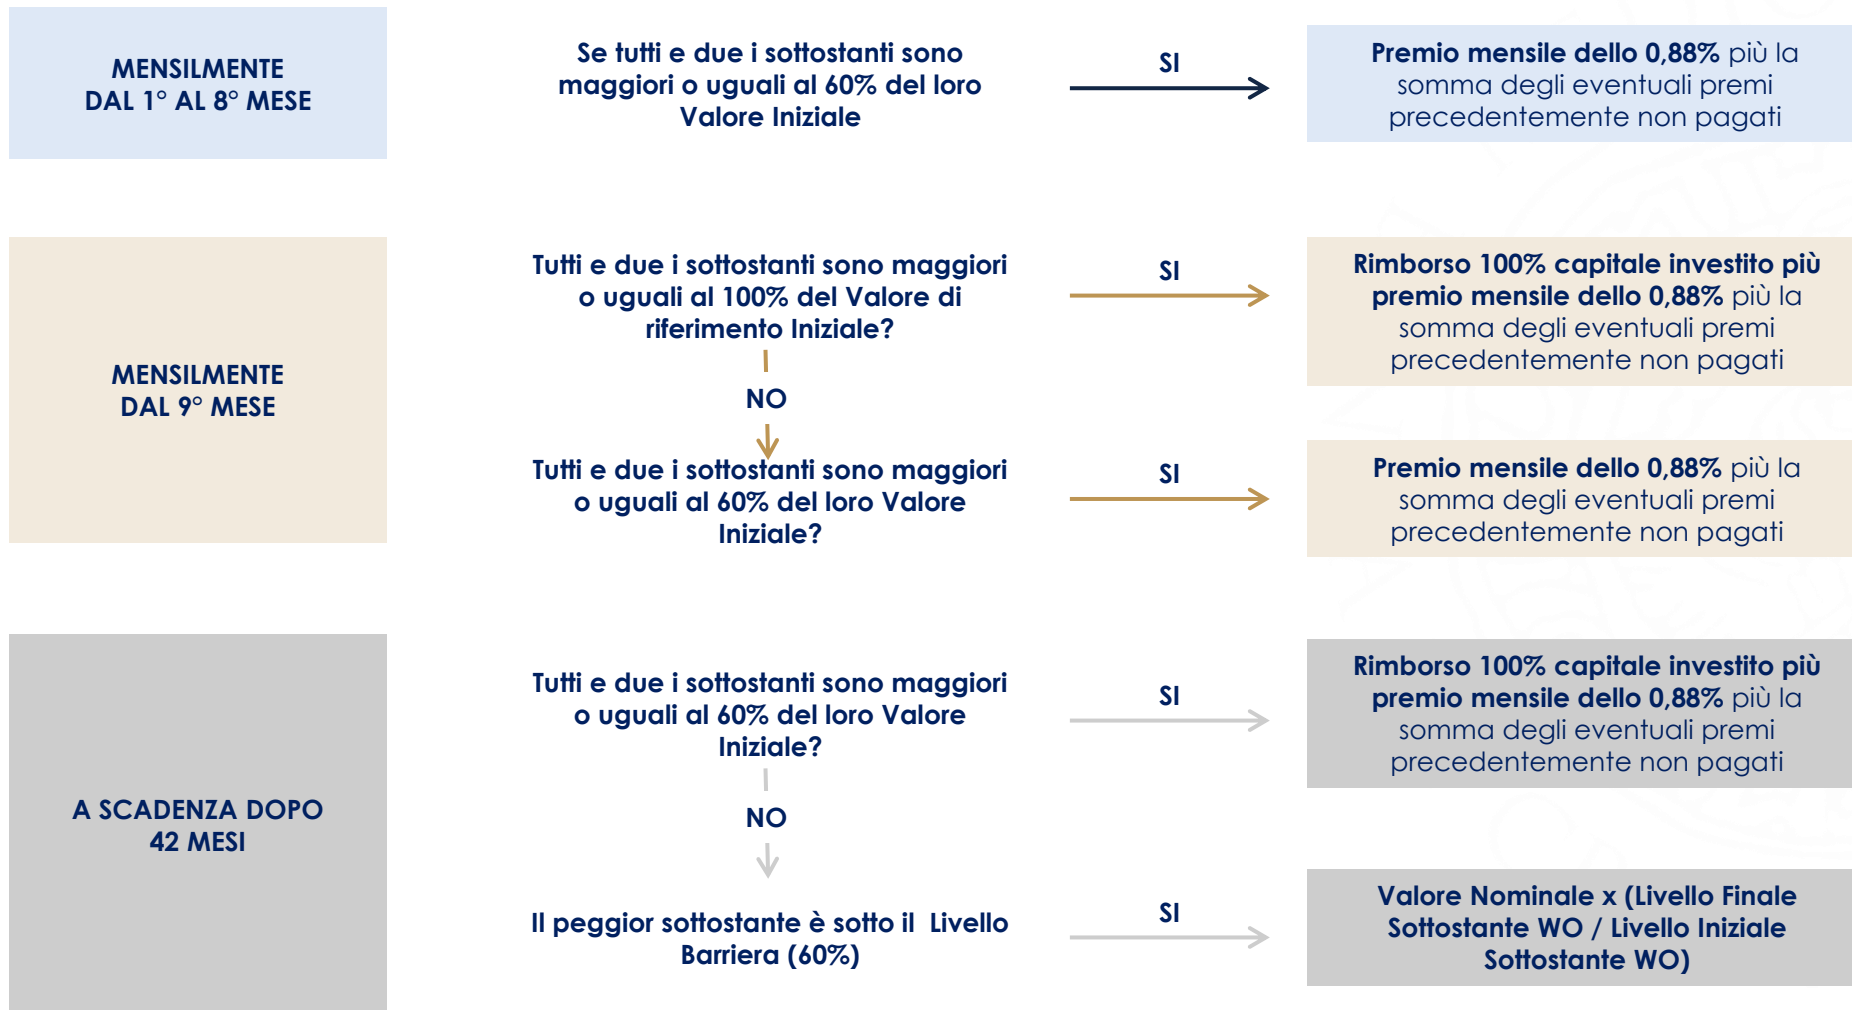 MENSILMENTE
DAL 1° AL 8° MESE
Se tutti e due i sottostanti sono
maggiori o uguali al 60% del loro
Valore Iniziale
SI
Premio mensile dello 0,88% più la
somma degli eventuali premi
precedentemente non pagati
MENSILMENTE
DAL 9° MESE
Tutti e due i sottostanti sono maggiori
o uguali al 100% del Valore di
riferimento Iniziale?
SI
Rimborso 100% capitale investito più
premio mensile dello 0,88% più la
somma degli eventuali premi
precedentemente non pagati
NO
Tutti e due i sottostanti sono maggiori
o uguali al 60% del loro Valore
Iniziale?
SI
Premio mensile dello 0,88% più la
somma degli eventuali premi
precedentemente non pagati
A SCADENZA DOPO
42 MESI
Tutti e due i sottostanti sono maggiori
o uguali al 60% del loro Valore
Iniziale?
SI
Rimborso 100% capitale investito più
premio mensile dello 0,88% più la
somma degli eventuali premi
precedentemente non pagati
NO
Il peggior sottostante è sotto il  Livello
Barriera (60%)
SI
Valore Nominale x (Livello Finale
Sottostante WO / Livello Iniziale
Sottostante WO)